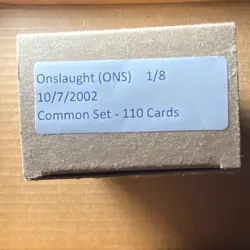 Onslaught (ONS) 1/8
10/7/2002
Common Set - 110 Cards